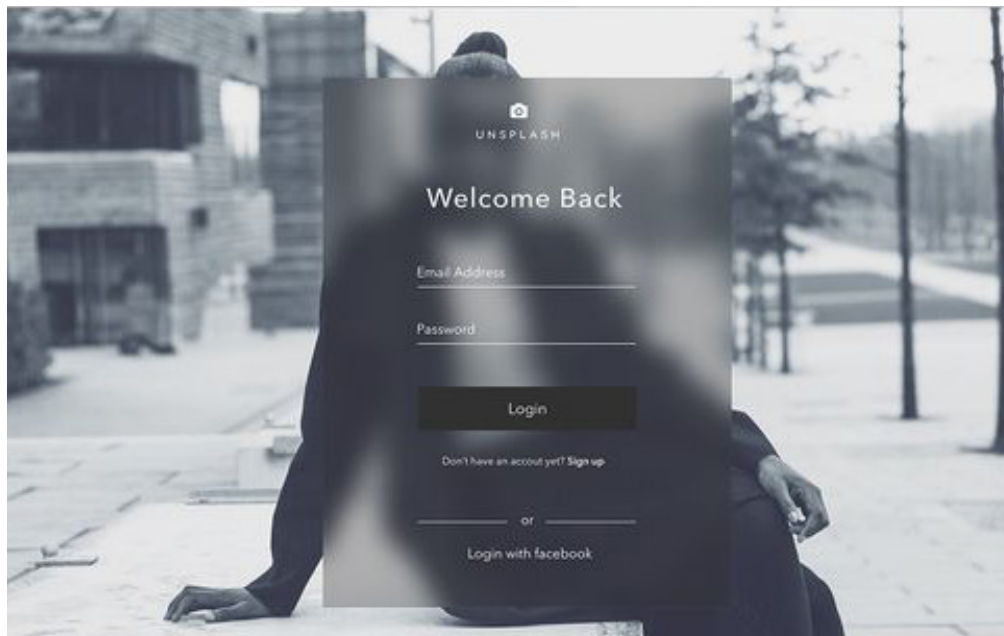 UNSPLASH
Welcome Back
Email Address
Password
Login
Don't have an accout yet? Sign up
or
Login with facebook